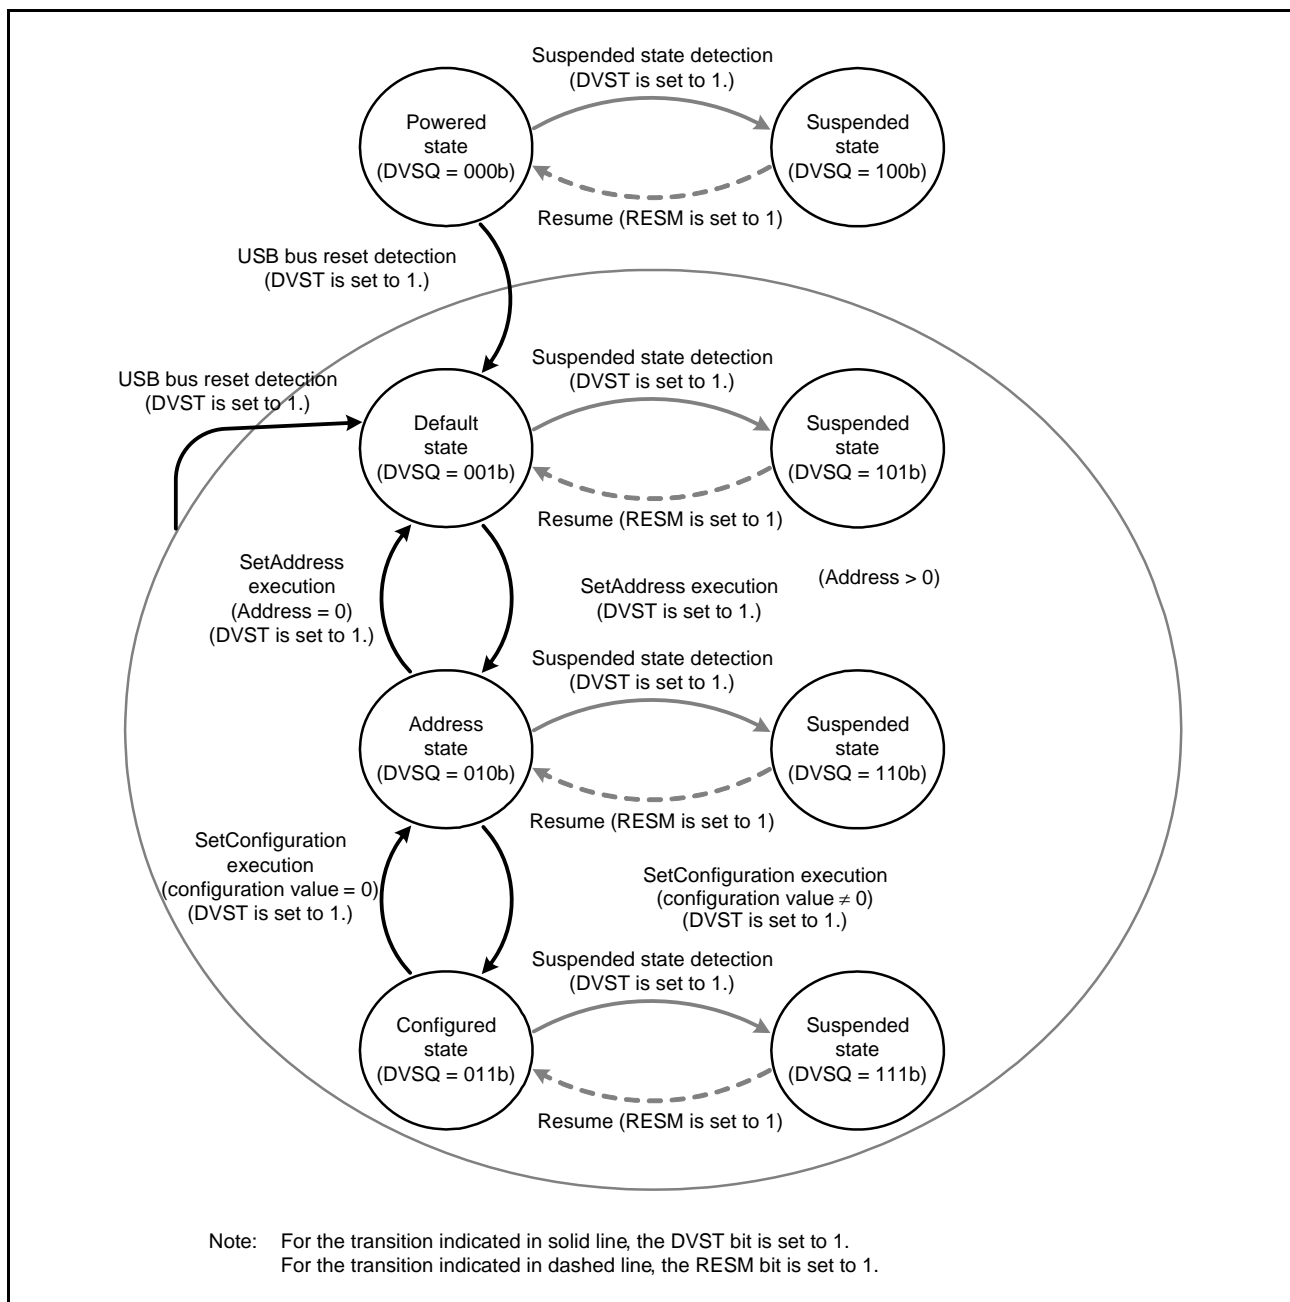 Suspended state detection
(DVST is set to 1.)
Powered
state
(DVSQ = 000b)
Suspended
state
(DVSQ = 100b)
Resume (RESM is set to 1)
USB bus reset detection
(DVST is set to 1.)
Suspended state detection
(DVST is set to 1.)
USB bus reset detection
(DVST is set to 1.)
Default
state
(DVSQ = 001b)
Suspended
state
(DVSQ = 101b)
Resume (RESM is set to 1)
SetAddress
execution
(Address = 0)
(DVST is set to 1.)
SetAddress execution
(DVST is set to 1.)
(Address > 0)
Suspended state detection
(DVST is set to 1.)
Address
state
(DVSQ = 010b)
Suspended
state
(DVSQ = 110b)
Resume (RESM is set to 1)
SetConfiguration
execution
(configuration value = 0)
(DVST is set to 1.)
SetConfiguration execution
(configuration value ≠ 0)
(DVST is set to 1.)
Suspended state detection
(DVST is set to 1.)
Configured
state
(DVSQ = 011b)
Suspended
state
(DVSQ = 111b)
Resume (RESM is set to 1)
Note: For the transition indicated in solid line, the DVST bit is set to 1.
For the transition indicated in dashed line, the RESM bit is set to 1.